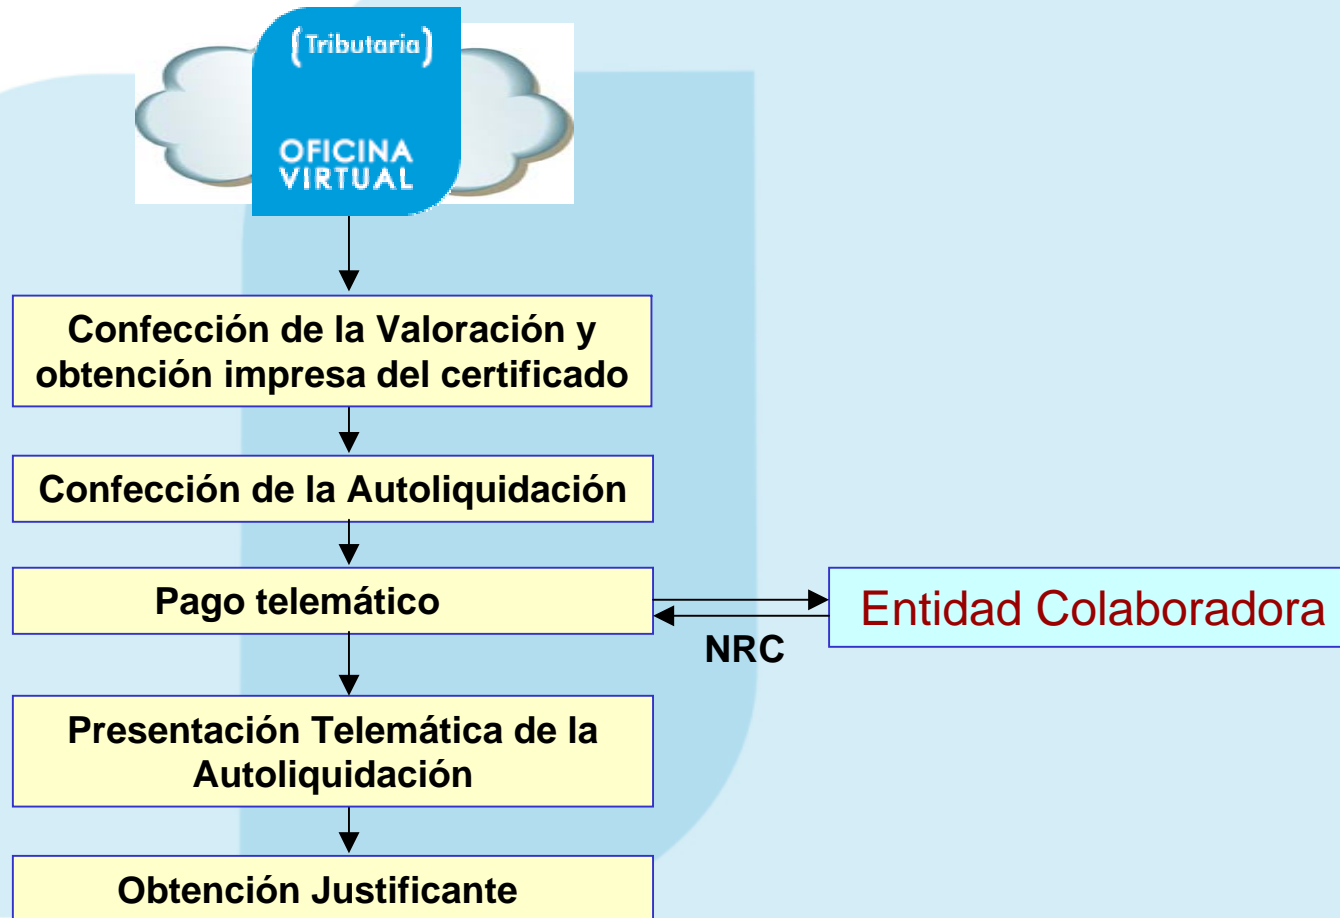 (Tributaria)
OFICINA
VIRTUAL
Confección de la Valoración y
obtención impresa del certificado
Confección de la Autoliquidación
Pago telemático
Entidad Colaboradora
NRC
Presentación Telemática de la
Autoliquidación
Obtención Justificante